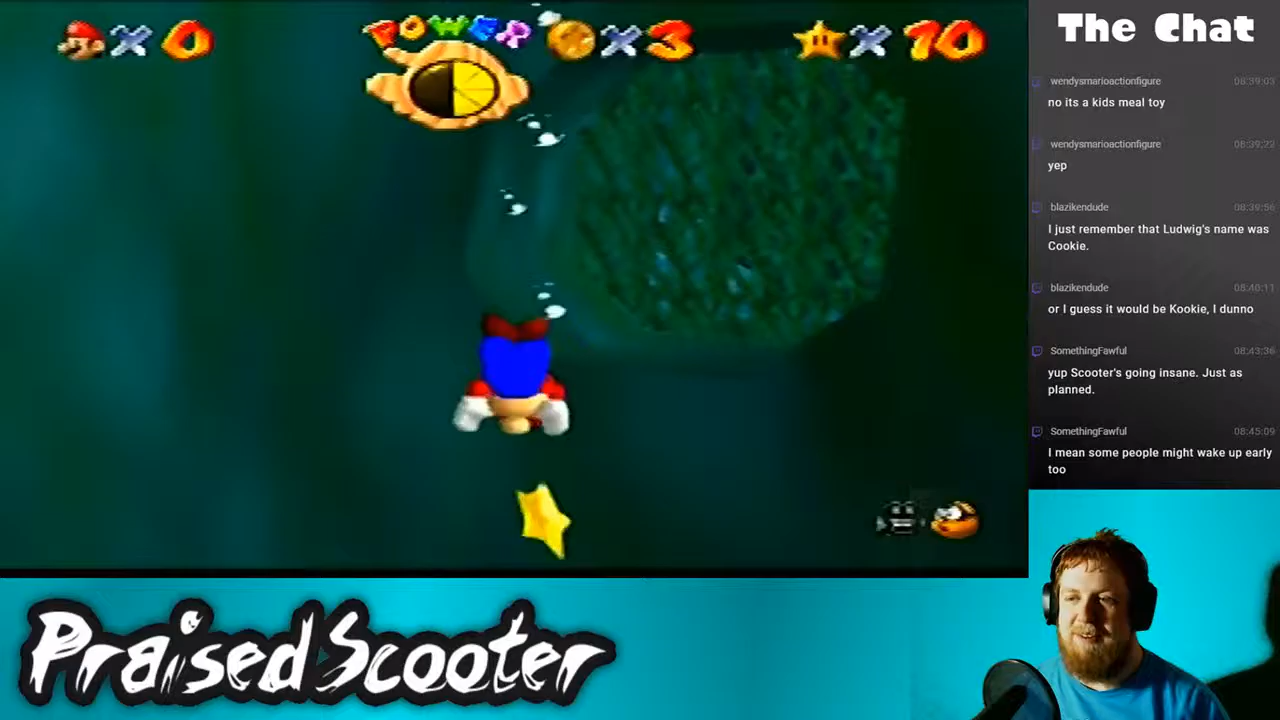 x 0
POWER
x 3
x 10
The Chat
wendysmarioactionfigure 08:39:03
no its a kids meal toy
wendysmarioactionfigure 08:39:22
yep
blazikendude 08:39:56
I just remember that Ludwig's name was
Cookie.
blazikendude 08:40:11
or I guess it would be Kookie, I dunno
SomethingFawful 08:43:36
yup Scooter's going insane. Just as
planned.
SomethingFawful 08:45:09
I mean some people might wake up early
too
PraisedScooter